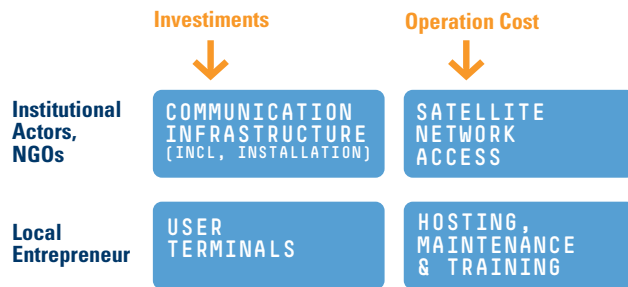 Investiments
Operation Cost
Institutional
Actors,
NGOs
COMMUNICATION
INFRASTRUCTURE
(INCL, INSTALLATION)
SATELLITE
NETWORK
ACCESS
Local
Entrepreneur
USER
TERMINALS
HOSTING,
MAINTENANCE
& TRAINING